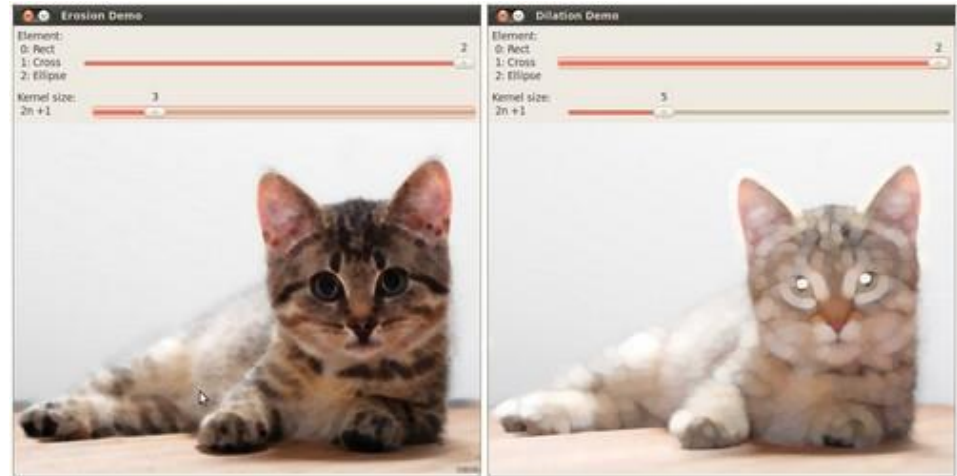 Erosion Demo
Element:
0: Rect
1: Cross
2: Ellipse
2
Kernel size:
2n +1
3
Dilation Demo
Element:
0: Rect
1: Cross
2: Ellipse
2
Kernel size:
2n +1
5